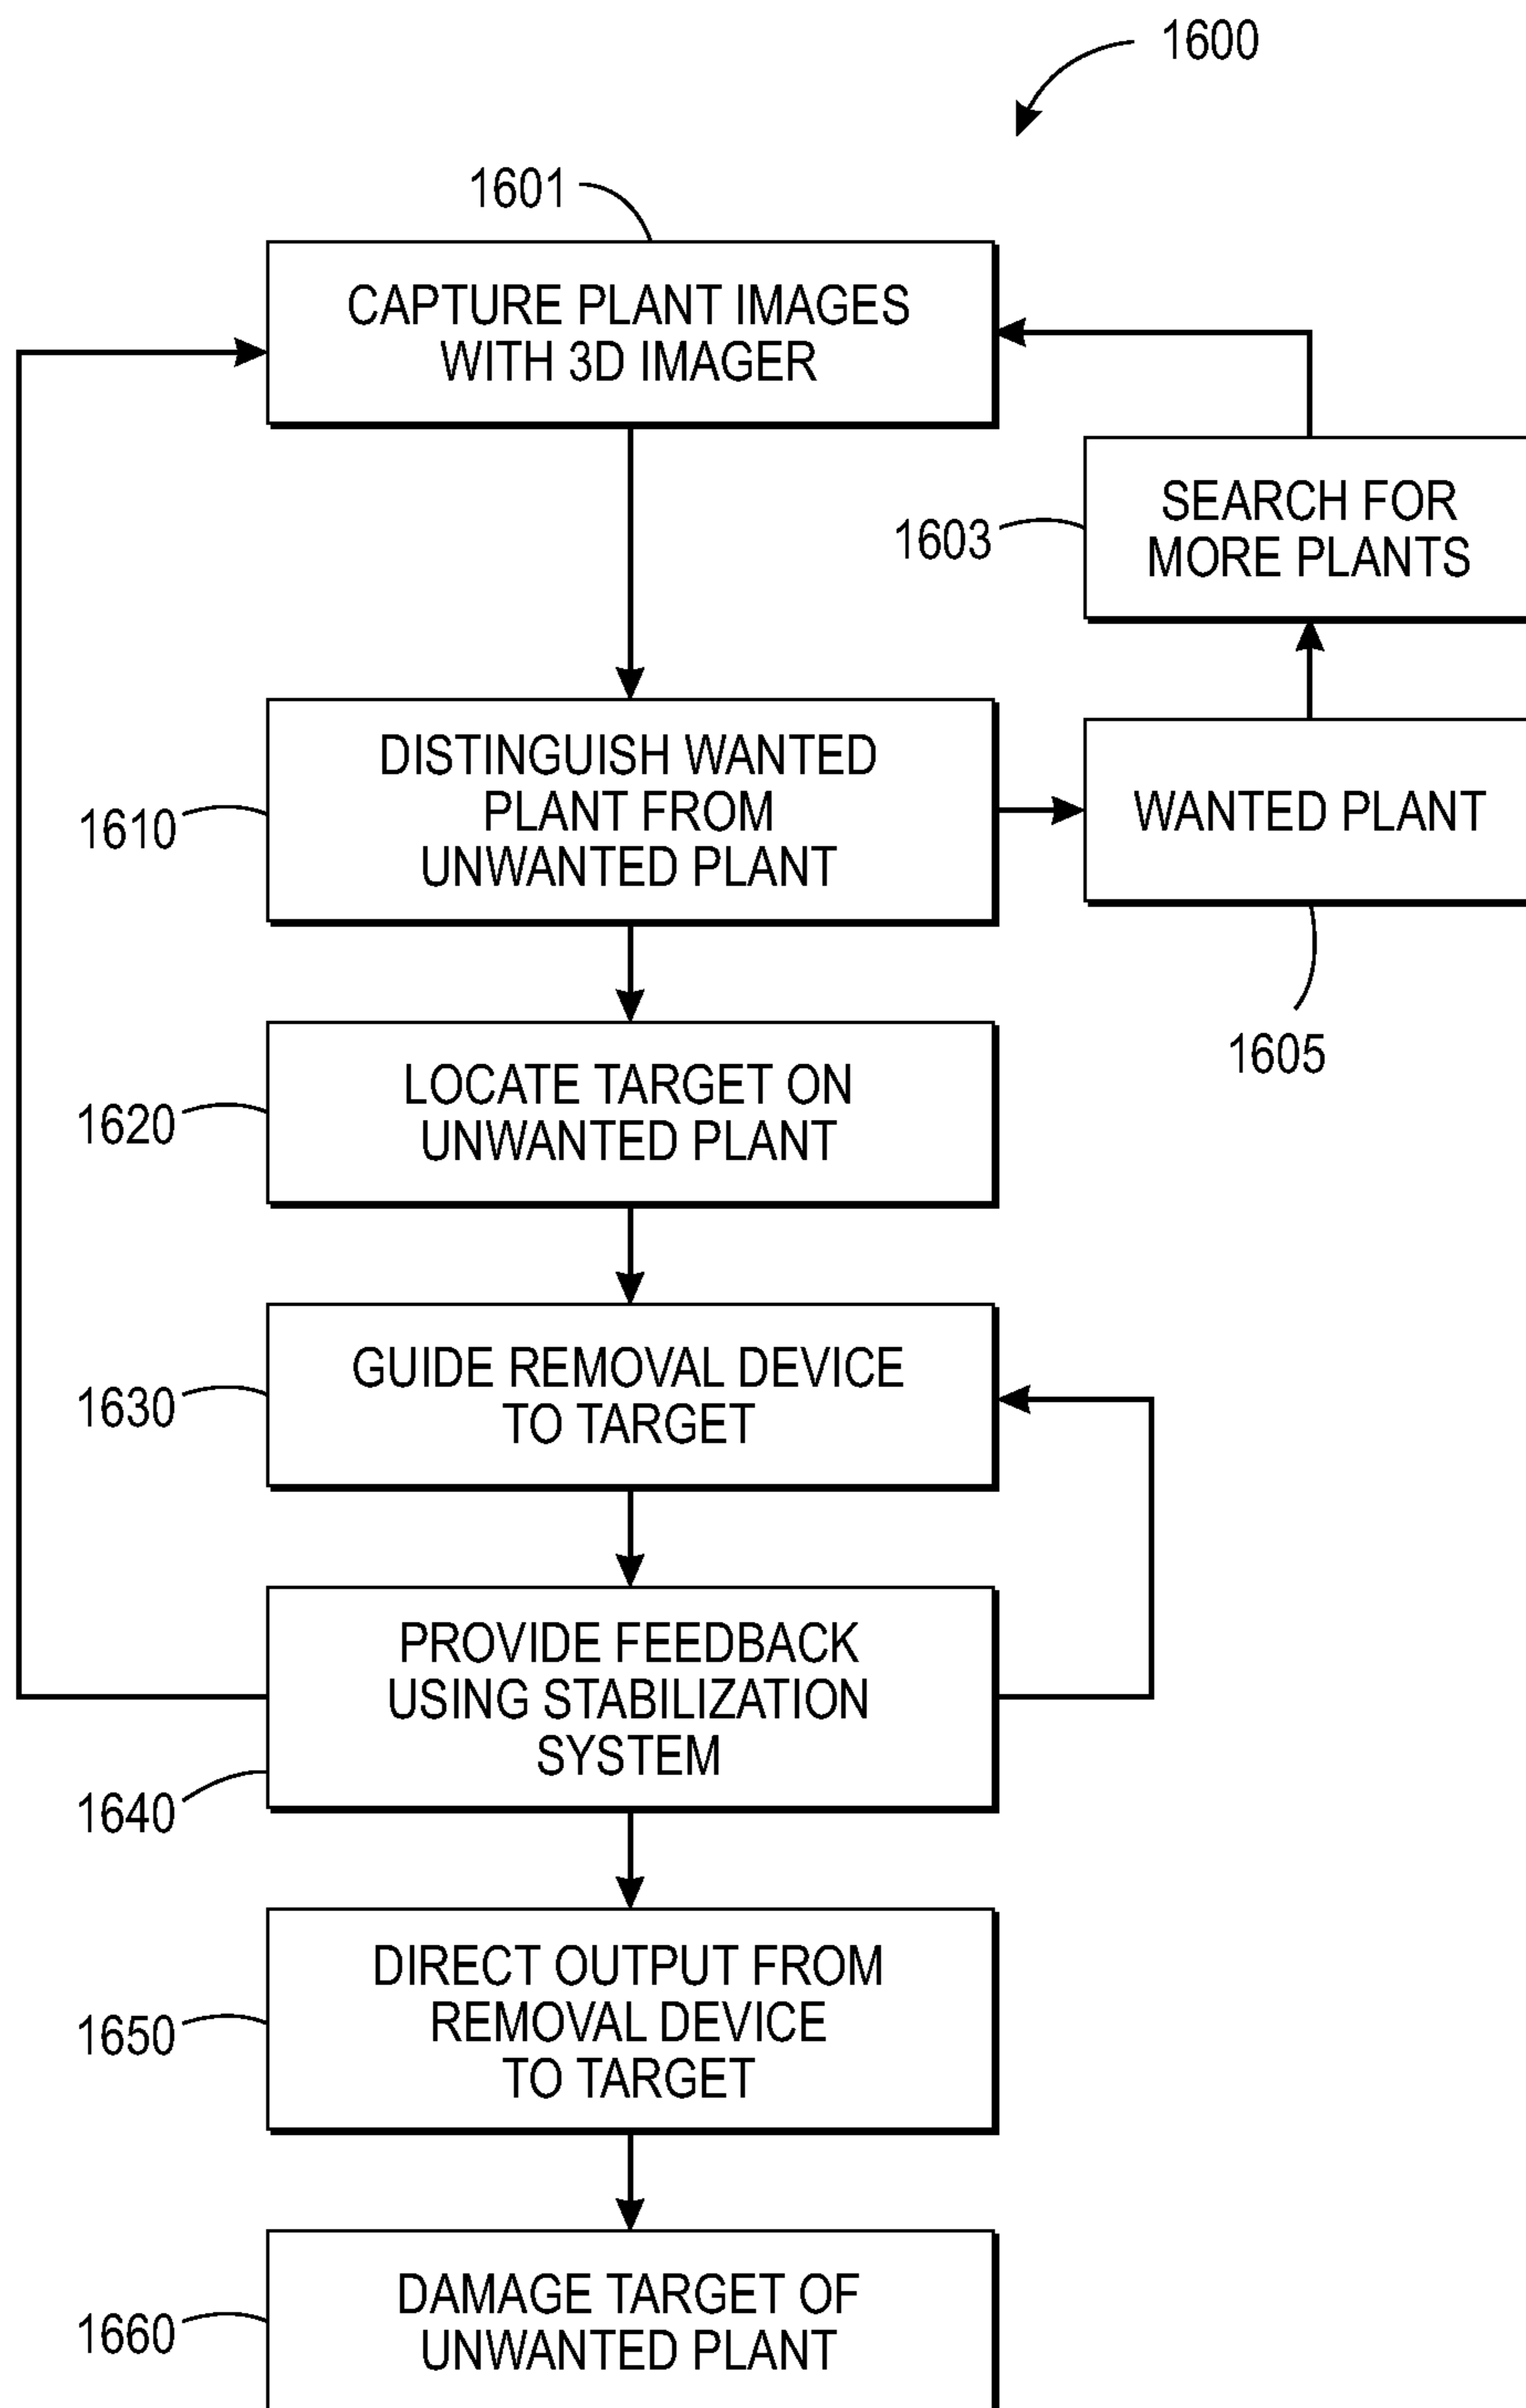 1600
1601
CAPTURE PLANT IMAGES
WITH 3D IMAGER
SEARCH FOR
MORE PLANTS
1603
DISTINGUISH WANTED
PLANT FROM
UNWANTED PLANT
1610
WANTED PLANT
1605
LOCATE TARGET ON
UNWANTED PLANT
1620
GUIDE REMOVAL DEVICE
TO TARGET
1630
PROVIDE FEEDBACK
USING STABILIZATION
SYSTEM
1640
DIRECT OUTPUT FROM
REMOVAL DEVICE
TO TARGET
1650
DAMAGE TARGET OF
UNWANTED PLANT
1660